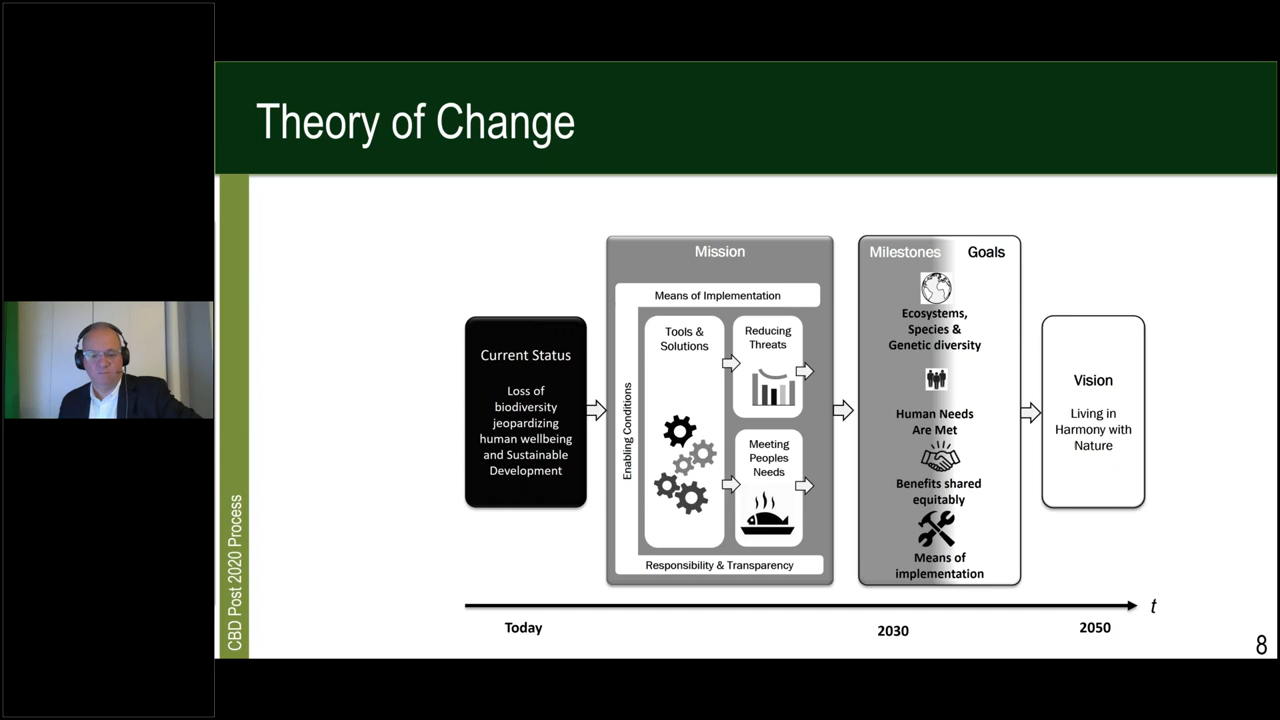 Theory of Change
CBD Post 2020 Process
Current Status
Loss of
biodiversity
jeopardizing
human wellbeing
and Sustainable
Development
Mission
Means of Implementation
Enabling Conditions
Tools &
Solutions
Reducing
Threats
Meeting
Peoples
Needs
Responsibility & Transparency
Milestones Goals
Ecosystems,
Species &
Genetic diversity
Human Needs
Are Met
Benefits shared
equitably
Means of
implementation
Vision
Living in
Harmony with
Nature
t
Today
2030
2050
8